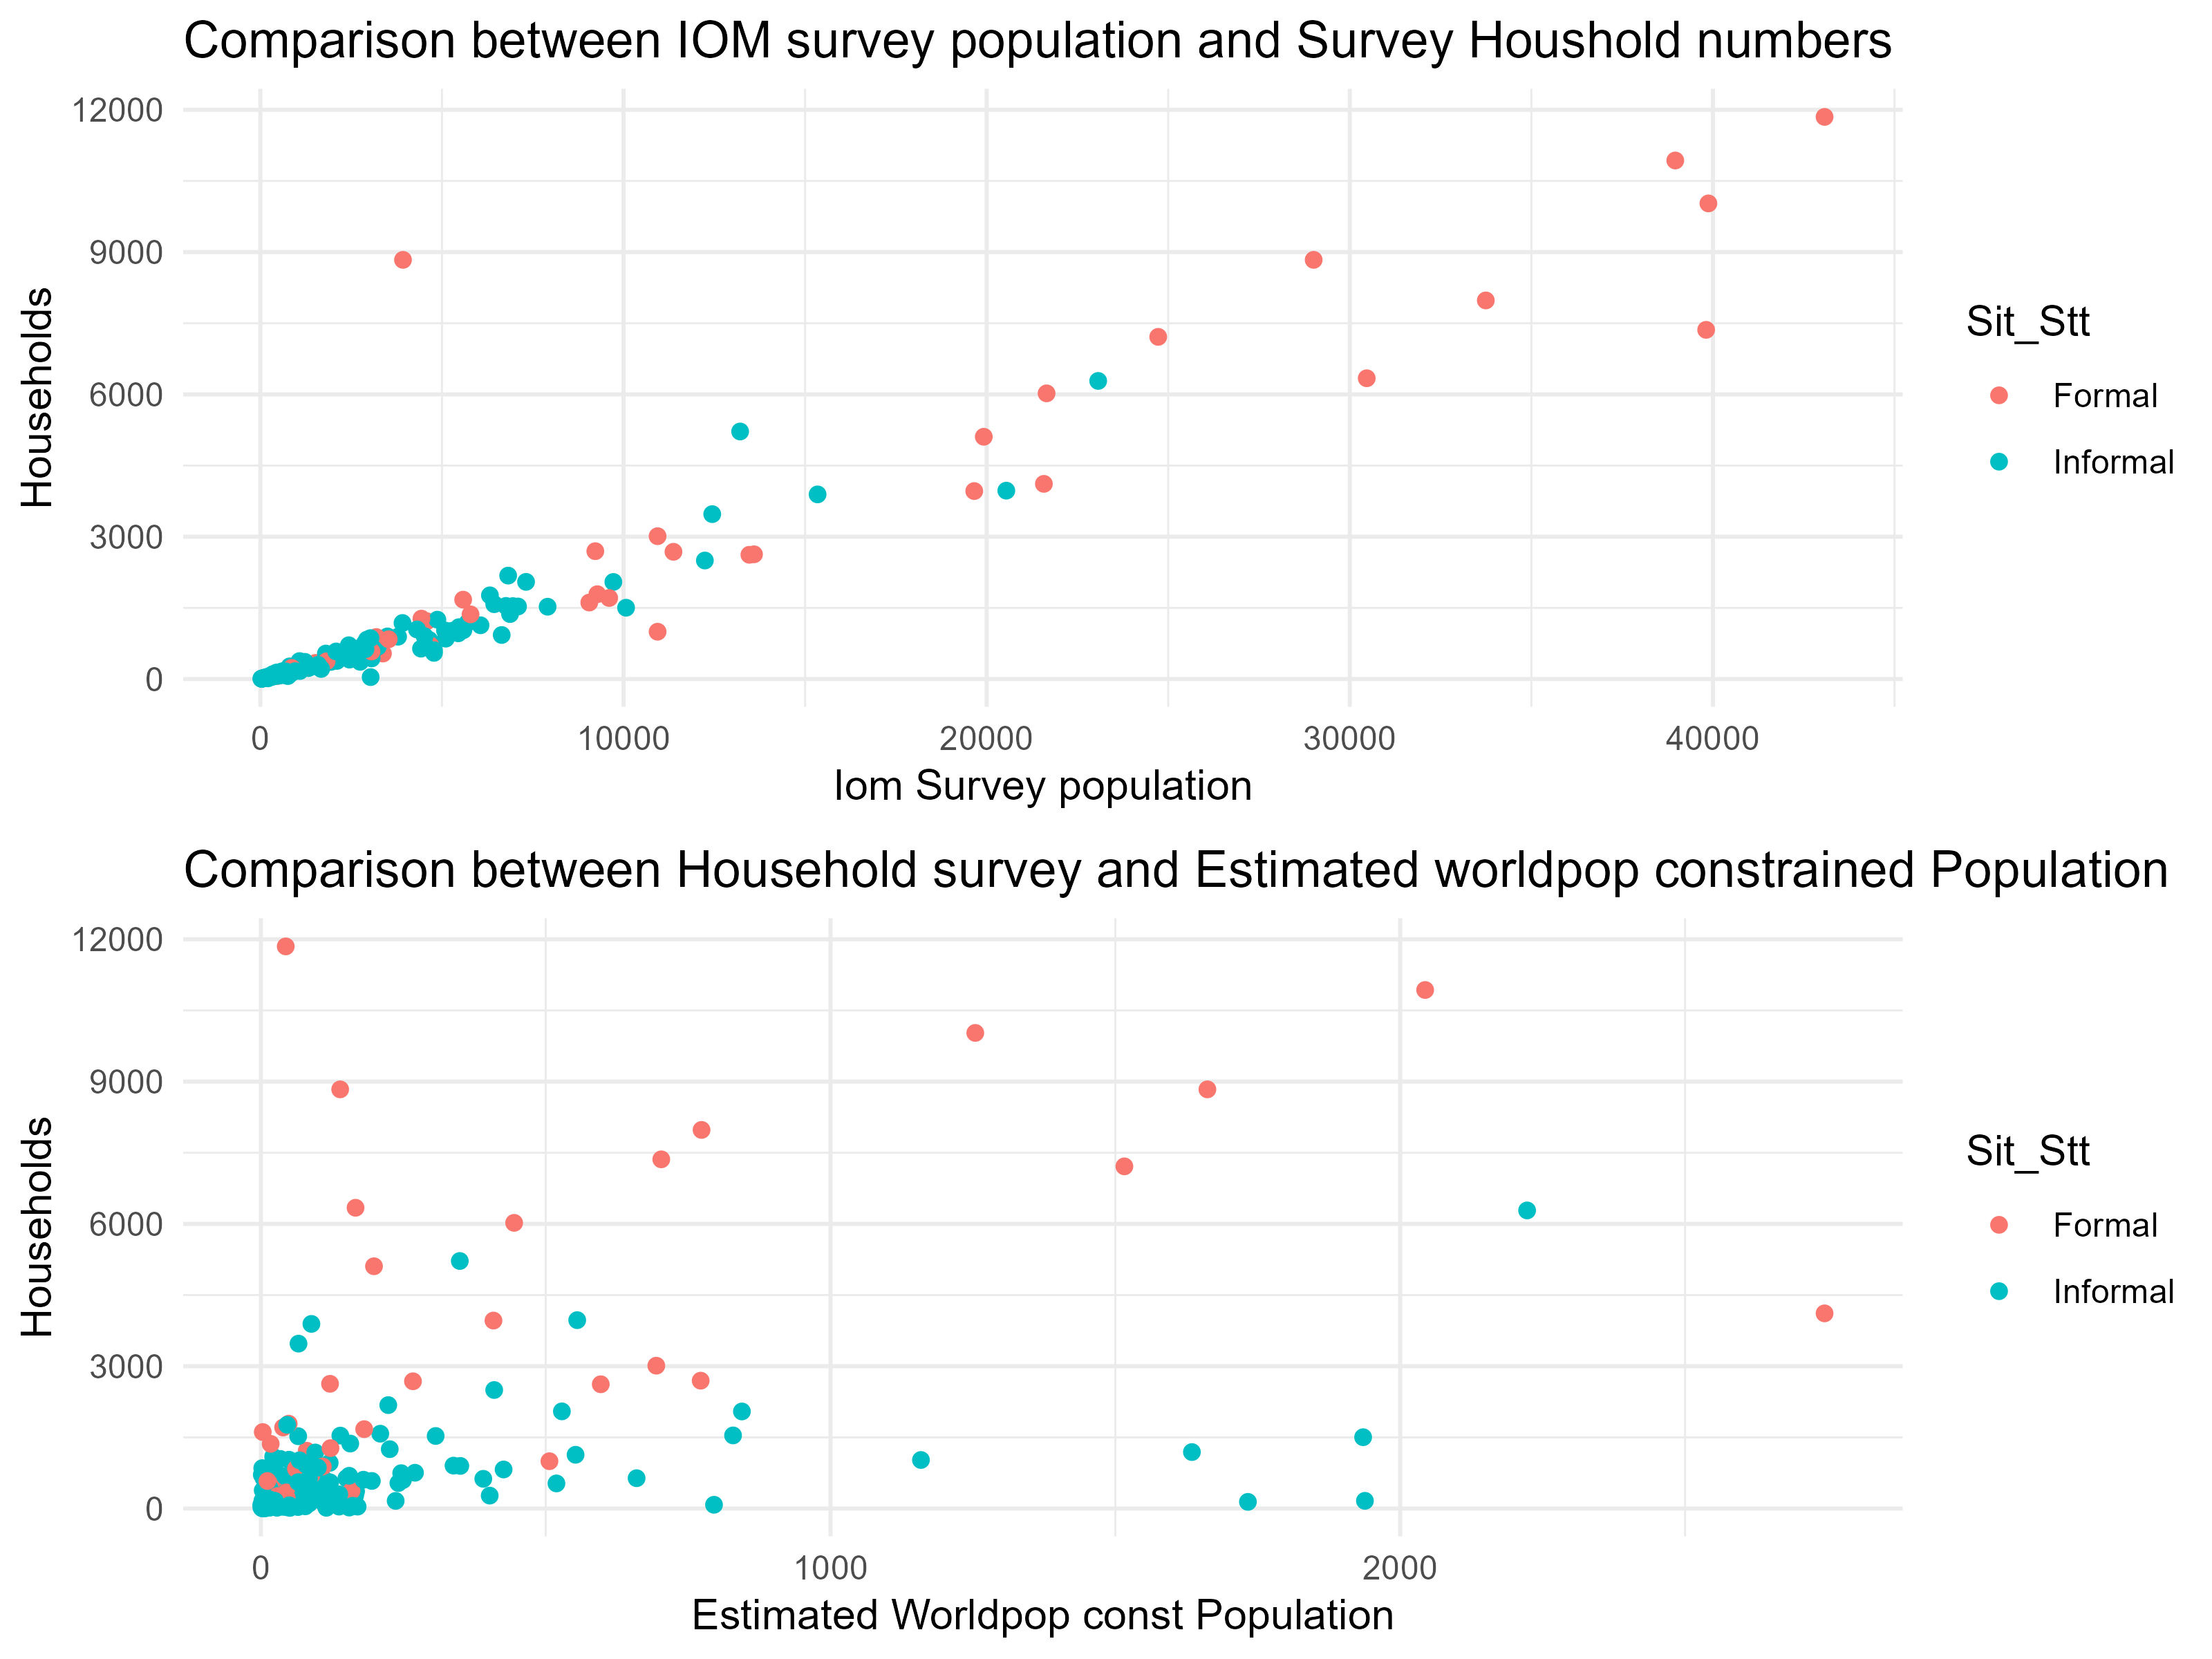 Comparison between IOM survey population and Survey Houshold numbers
12000
9000
6000
3000
0
Households
0 10000 20000 30000 40000
Iom Survey population
Sit_Stt
Formal
Informal
Comparison between Household survey and Estimated worldpop constrained Population
12000
9000
6000
3000
0
Households
0 1000 2000
Estimated Worldpop const Population
Sit_Stt
Formal
Informal